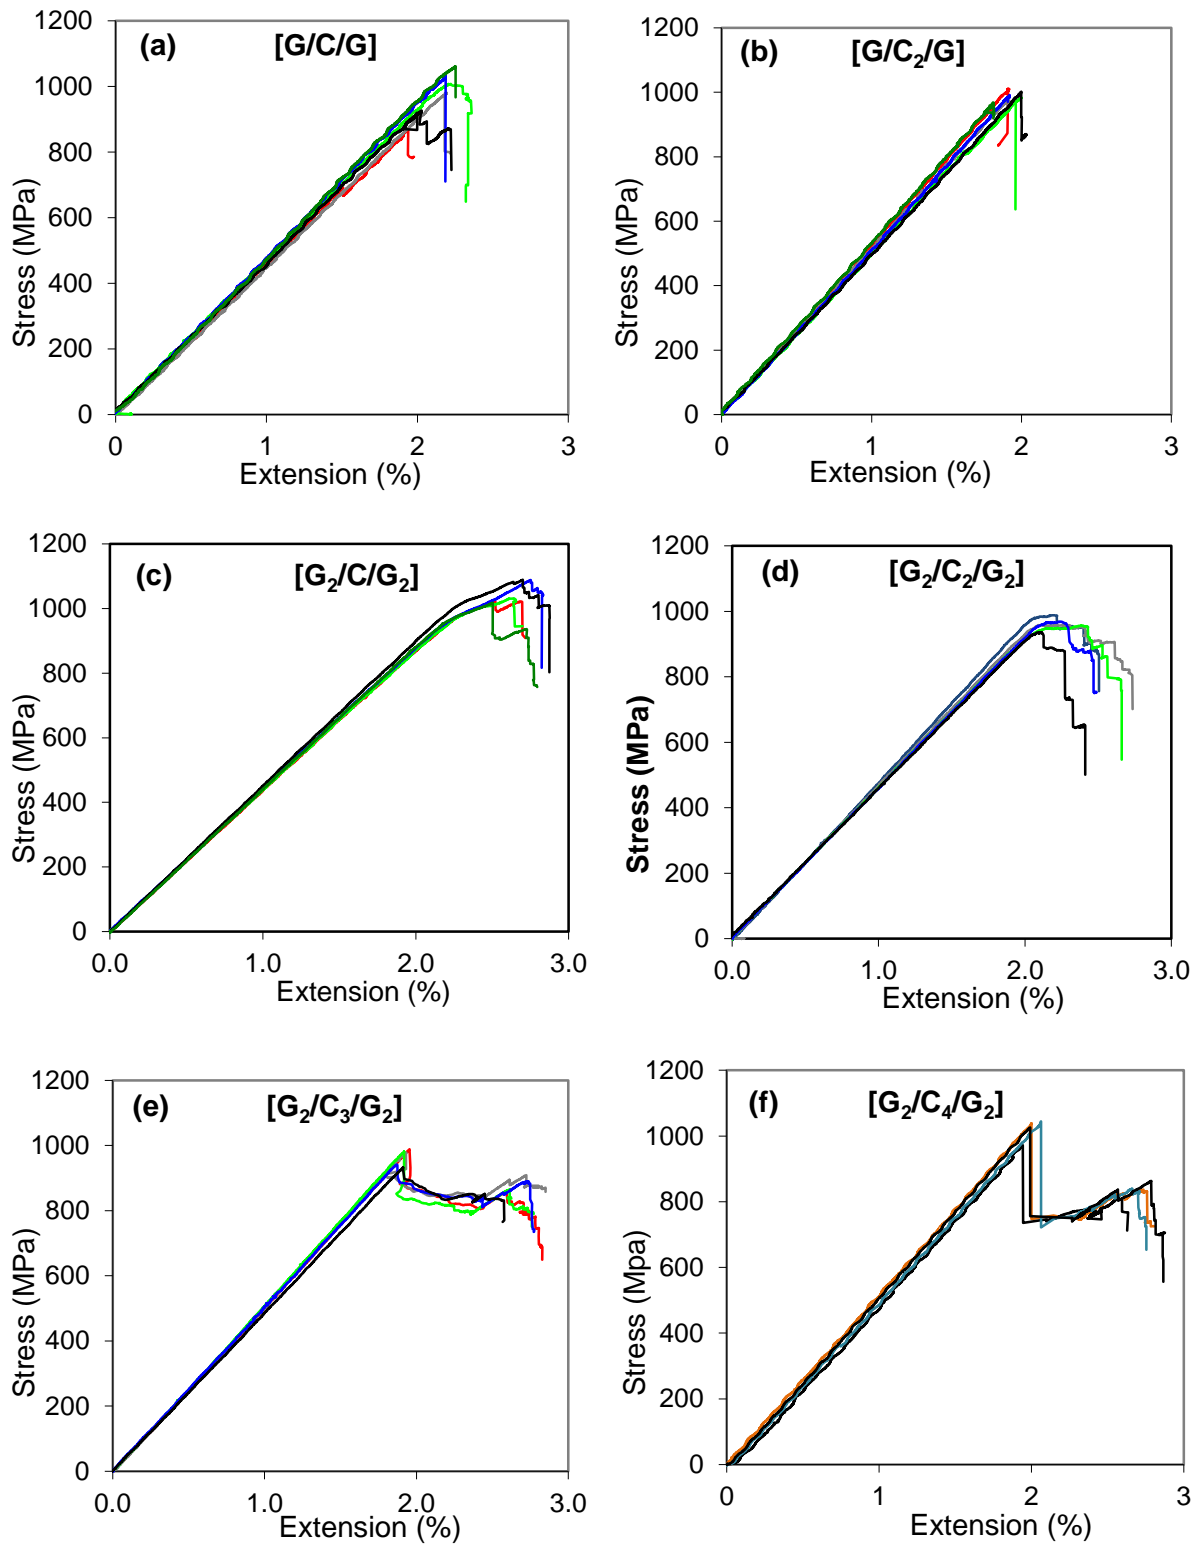 (a) [G/C/G]
Stress (MPa)
1200
1000
800
600
400
200
0
0 1 2 3
Extension (%)
(b) [G/C₂/G]
Stress (MPa)
1200
1000
800
600
400
200
0
0 1 2 3
Extension (%)
(c) [G₂/C/G₂]
Stress (MPa)
1200
1000
800
600
400
200
0
0.0 1.0 2.0 3.0
Extension (%)
(d) [G₂/C₂/G₂]
Stress (MPa)
1200
1000
800
600
400
200
0
0.0 1.0 2.0 3.0
Extension (%)
(e) [G₂/C₃/G₂]
Stress (MPa)
1200
1000
800
600
400
200
0
0.0 1.0 2.0 3.0
Extension (%)
(f) [G₂/C₄/G₂]
Stress (Mpa)
1200
1000
800
600
400
200
0
0 1 2 3
Extension (%)